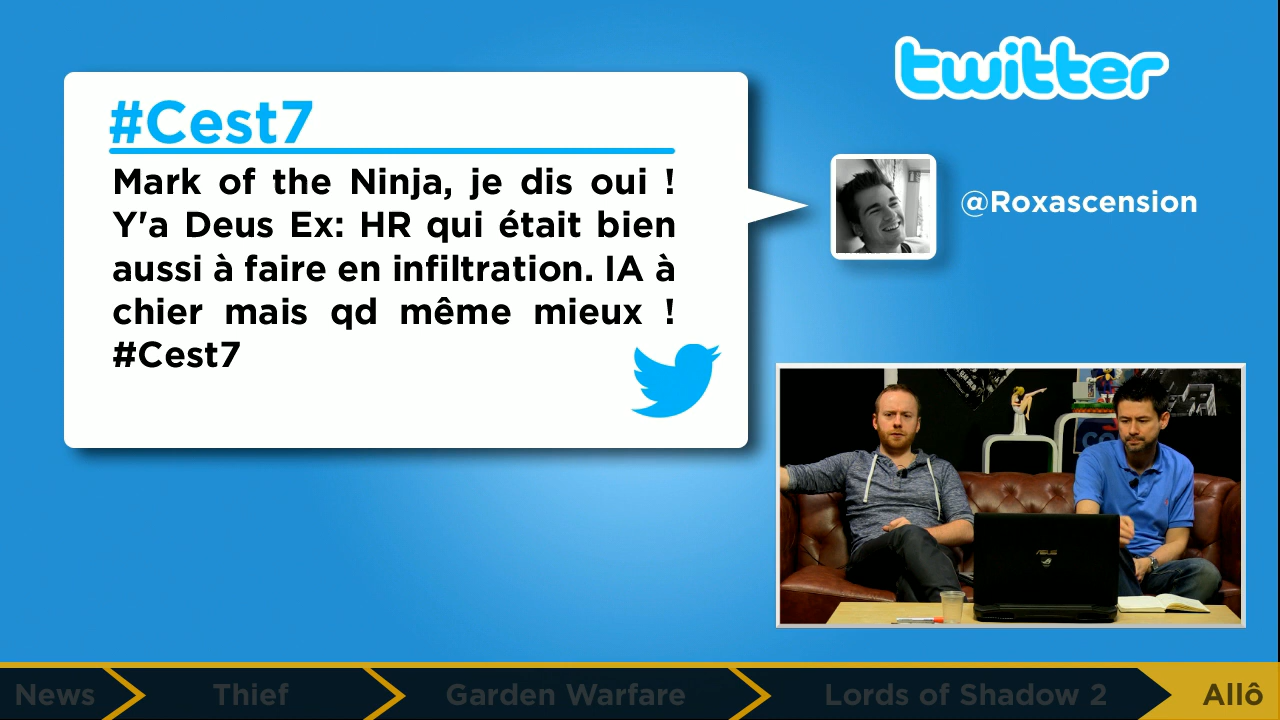 twitter
#Cest7
Mark of the Ninja, je dis oui !
Y'a Deus Ex: HR qui était bien
aussi à faire en infiltration. IA à
chier mais qd même mieux !
#Cest7
@Roxascension
ASUS
News
Thief
Garden Warfare
Lords of Shadow 2
Allô